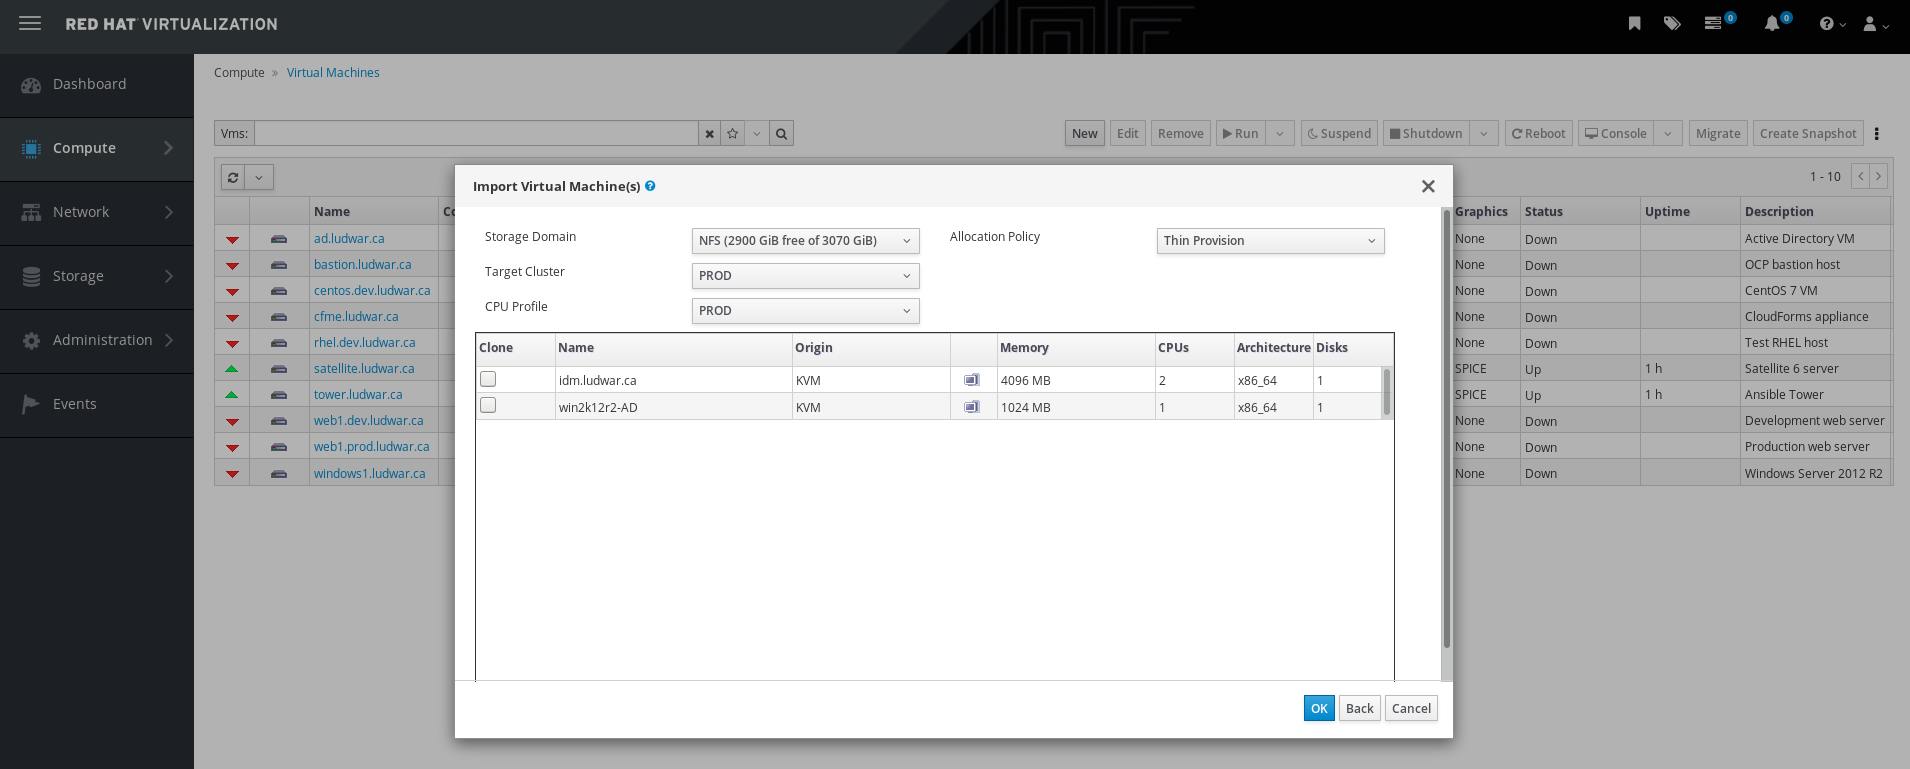 RED HAT VIRTUALIZATION
0
0
Dashboard
Compute
Network
Storage
Administration
Events
Compute » Virtual Machines
Vms:
New
Edit
Remove
Run
Suspend
Shutdown
Reboot
Console
Migrate
Create Snapshot
1 - 10
Name Graphics Status Uptime Description
ad.ludwar.ca None Down Active Directory VM
bastion.ludwar.ca None Down OCP bastion host
centos.dev.ludwar.ca None Down CentOS 7 VM
cfme.ludwar.ca None Down CloudForms appliance
rhel.dev.ludwar.ca None Down Test RHEL host
satellite.ludwar.ca SPICE Up 1 h Satellite 6 server
tower.ludwar.ca SPICE Up 1 h Ansible Tower
web1.dev.ludwar.ca None Down Development web server
web1.prod.ludwar.ca None Down Production web server
windows1.ludwar.ca None Down Windows Server 2012 R2
Import Virtual Machine(s)
Storage Domain NFS (2900 GiB free of 3070 GiB) Allocation Policy Thin Provision
Target Cluster PROD
CPU Profile PROD
Clone Name Origin Memory CPUs Architecture Disks
idm.ludwar.ca KVM 4096 MB 2 x86_64 1
win2k12r2-AD KVM 1024 MB 1 x86_64 1
OK Back Cancel